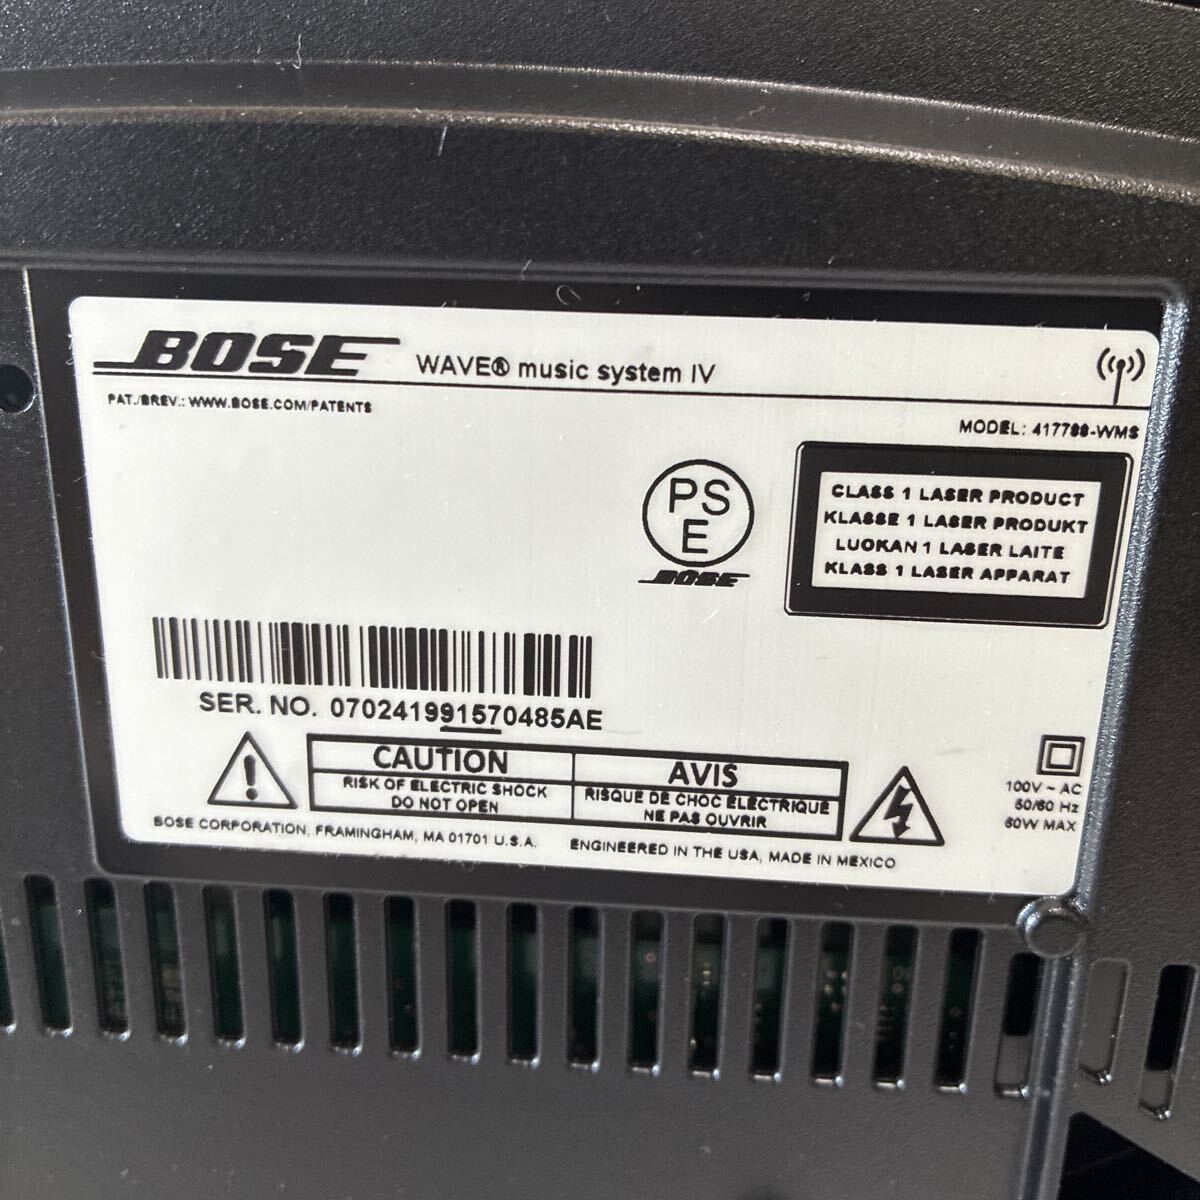 BOSE WAVE® music system IV
PAT./BREV.: WWW.BOSE.COM/PATENTS
MODEL: 417788-WMS
PS
E
BOSE
CLASS 1 LASER PRODUCT
KLASSE 1 LASER PRODUKT
LUOKAN 1 LASER LAITE
KLASS 1 LASER APPARAT
SER. NO. 070241991570485AE
CAUTION
RISK OF ELECTRIC SHOCK
DO NOT OPEN
AVIS
RISQUE DE CHOC ÉLECTRIQUE
NE PAS OUVRIR
100V ~ AC
50/60 Hz
60W MAX
BOSE CORPORATION, FRAMINGHAM, MA 01701 U.S.A.
ENGINEERED IN THE USA, MADE IN MEXICO